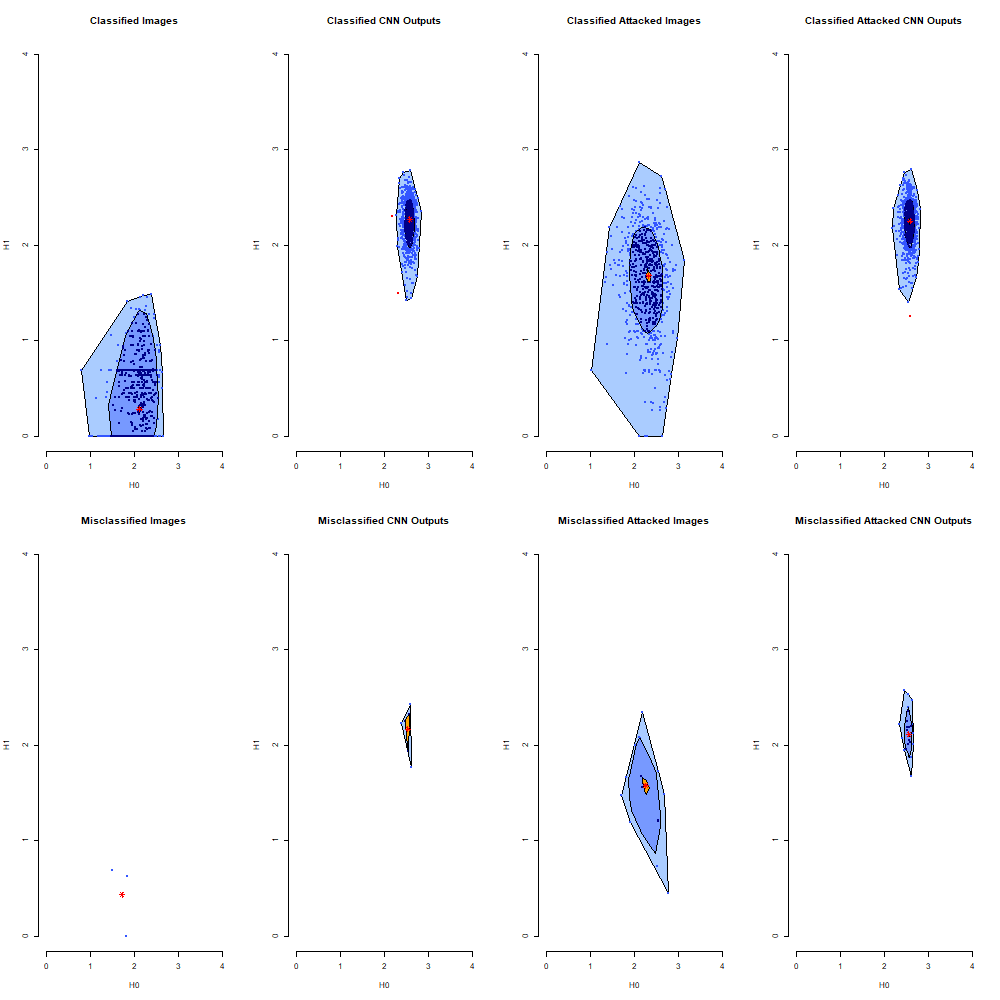 Classified Images
Classified CNN Outputs
Classified Attacked Images
Classified Attacked CNN Ouputs
4
3
2
1
0
H1
0 1 2 3 4
H0
4
3
2
1
0
H1
0 1 2 3 4
H0
4
3
2
1
0
H1
0 1 2 3 4
H0
4
3
2
1
0
H1
0 1 2 3 4
H0
Misclassified Images
Misclassified CNN Outputs
Misclassified Attacked Images
Misclassified Attacked CNN Outputs
4
3
2
1
0
H1
0 1 2 3 4
H0
4
3
2
1
0
H1
0 1 2 3 4
H0
4
3
2
1
0
H1
0 1 2 3 4
H0
4
3
2
1
0
H1
0 1 2 3 4
H0